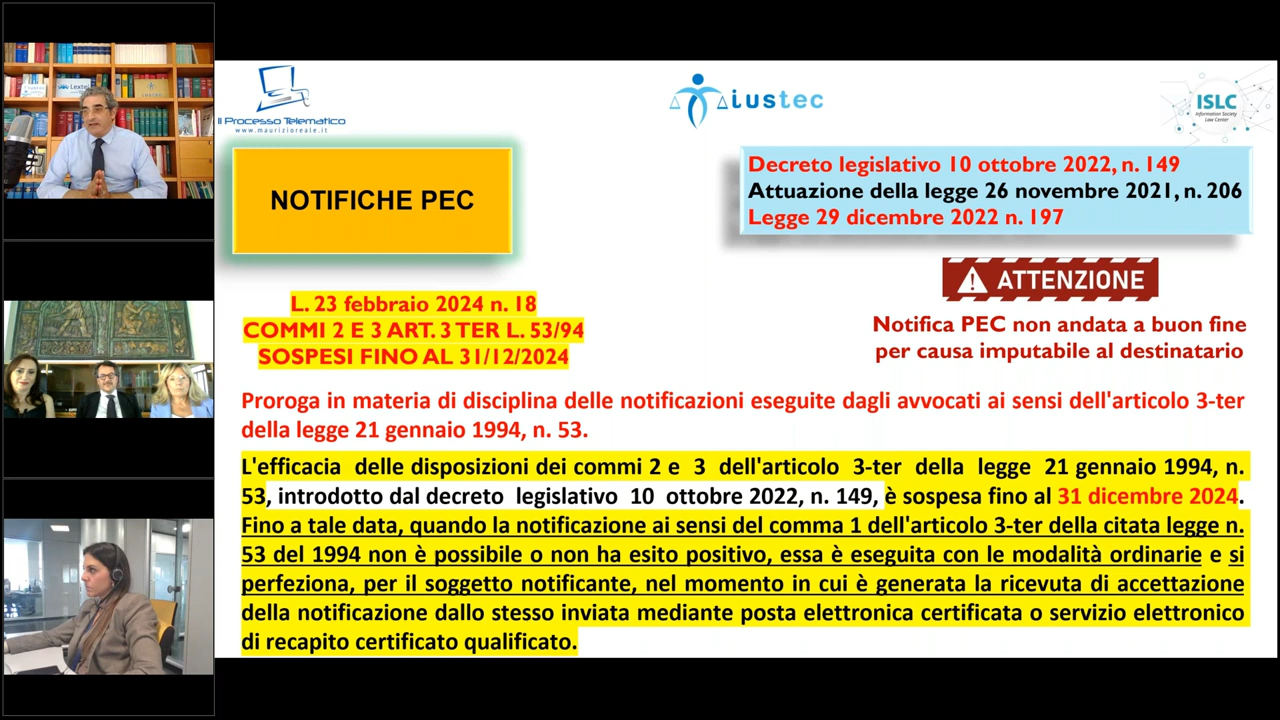 Il Processo Telematico
www.maurizioreale.it
iustec
ISLC
Information Society
Law Center
NOTIFICHE PEC
Decreto legislativo 10 ottobre 2022, n. 149
Attuazione della legge 26 novembre 2021, n. 206
Legge 29 dicembre 2022 n. 197
ATTENZIONE
L. 23 febbraio 2024 n. 18
COMMI 2 E 3 ART. 3 TER L. 53/94
SOSPESI FINO AL 31/12/2024
Notifica PEC non andata a buon fine
per causa imputabile al destinatario
Proroga in materia di disciplina delle notificazioni eseguite dagli avvocati ai sensi dell'articolo 3-ter
della legge 21 gennaio 1994, n. 53.
L'efficacia delle disposizioni dei commi 2 e 3 dell'articolo 3-ter della legge 21 gennaio 1994, n.
53, introdotto dal decreto legislativo 10 ottobre 2022, n. 149, è sospesa fino al 31 dicembre 2024.
Fino a tale data, quando la notificazione ai sensi del comma 1 dell'articolo 3-ter della citata legge n.
53 del 1994 non è possibile o non ha esito positivo, essa è eseguita con le modalità ordinarie e si
perfeziona, per il soggetto notificante, nel momento in cui è generata la ricevuta di accettazione
della notificazione dallo stesso inviata mediante posta elettronica certificata o servizio elettronico
di recapito certificato qualificato.